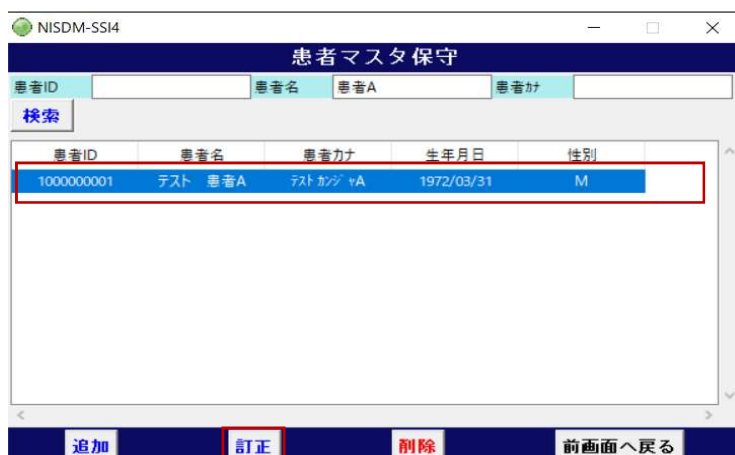 NISDM-SSI4
患者マスタ保守
患者ID 患者名 患者A 患者ｶﾅ
検索
患者ID 患者名 患者カナ 生年月日 性別
1000000001 テスト 患者A ﾃｽﾄ ｶﾝｼﾞｬA 1972/03/31 M
追加 訂正 削除 前画面へ戻る